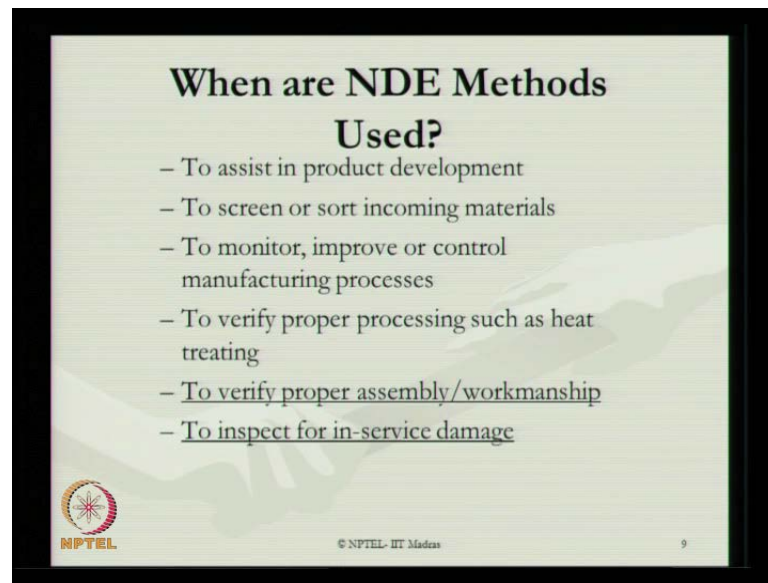 When are NDE Methods
Used?
– To assist in product development
– To screen or sort incoming materials
– To monitor, improve or control
manufacturing processes
– To verify proper processing such as heat
treating
– To verify proper assembly/workmanship
– To inspect for in-service damage
NPTEL
© NPTEL- IIT Madras
9